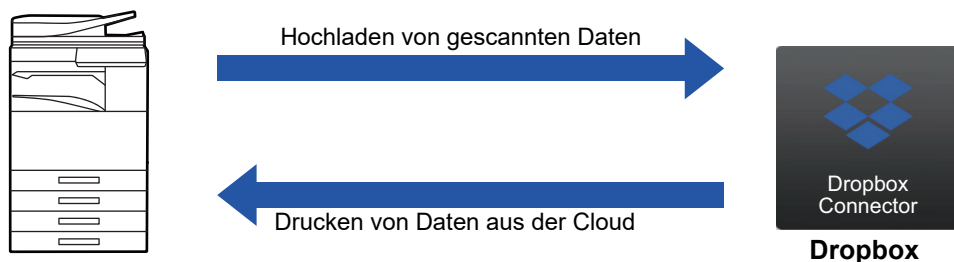 Hochladen von gescannten Daten
Drucken von Daten aus der Cloud
Dropbox
Connector
Dropbox